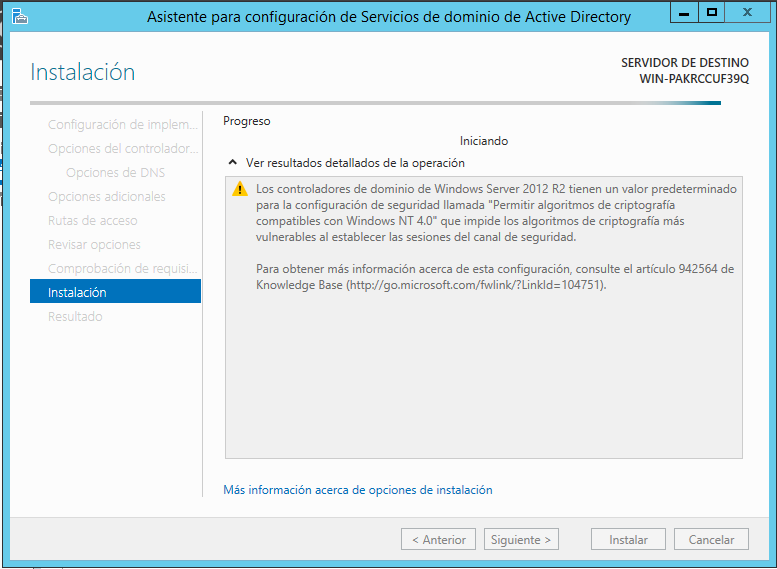 Asistente para configuración de Servicios de dominio de Active Directory
Instalación
SERVIDOR DE DESTINO
WIN-PAKRCCUF39Q
Configuración de implem...
Opciones del controlador...
Opciones de DNS
Opciones adicionales
Rutas de acceso
Revisar opciones
Comprobación de requisi...
Instalación
Resultado
Progreso
Iniciando
Ver resultados detallados de la operación
Los controladores de dominio de Windows Server 2012 R2 tienen un valor predeterminado
para la configuración de seguridad llamada "Permitir algoritmos de criptografía
compatibles con Windows NT 4.0" que impide los algoritmos de criptografía más
vulnerables al establecer las sesiones del canal de seguridad.
Para obtener más información acerca de esta configuración, consulte el artículo 942564 de
Knowledge Base (http://go.microsoft.com/fwlink/?LinkId=104751).
Más información acerca de opciones de instalación
< Anterior
Siguiente >
Instalar
Cancelar